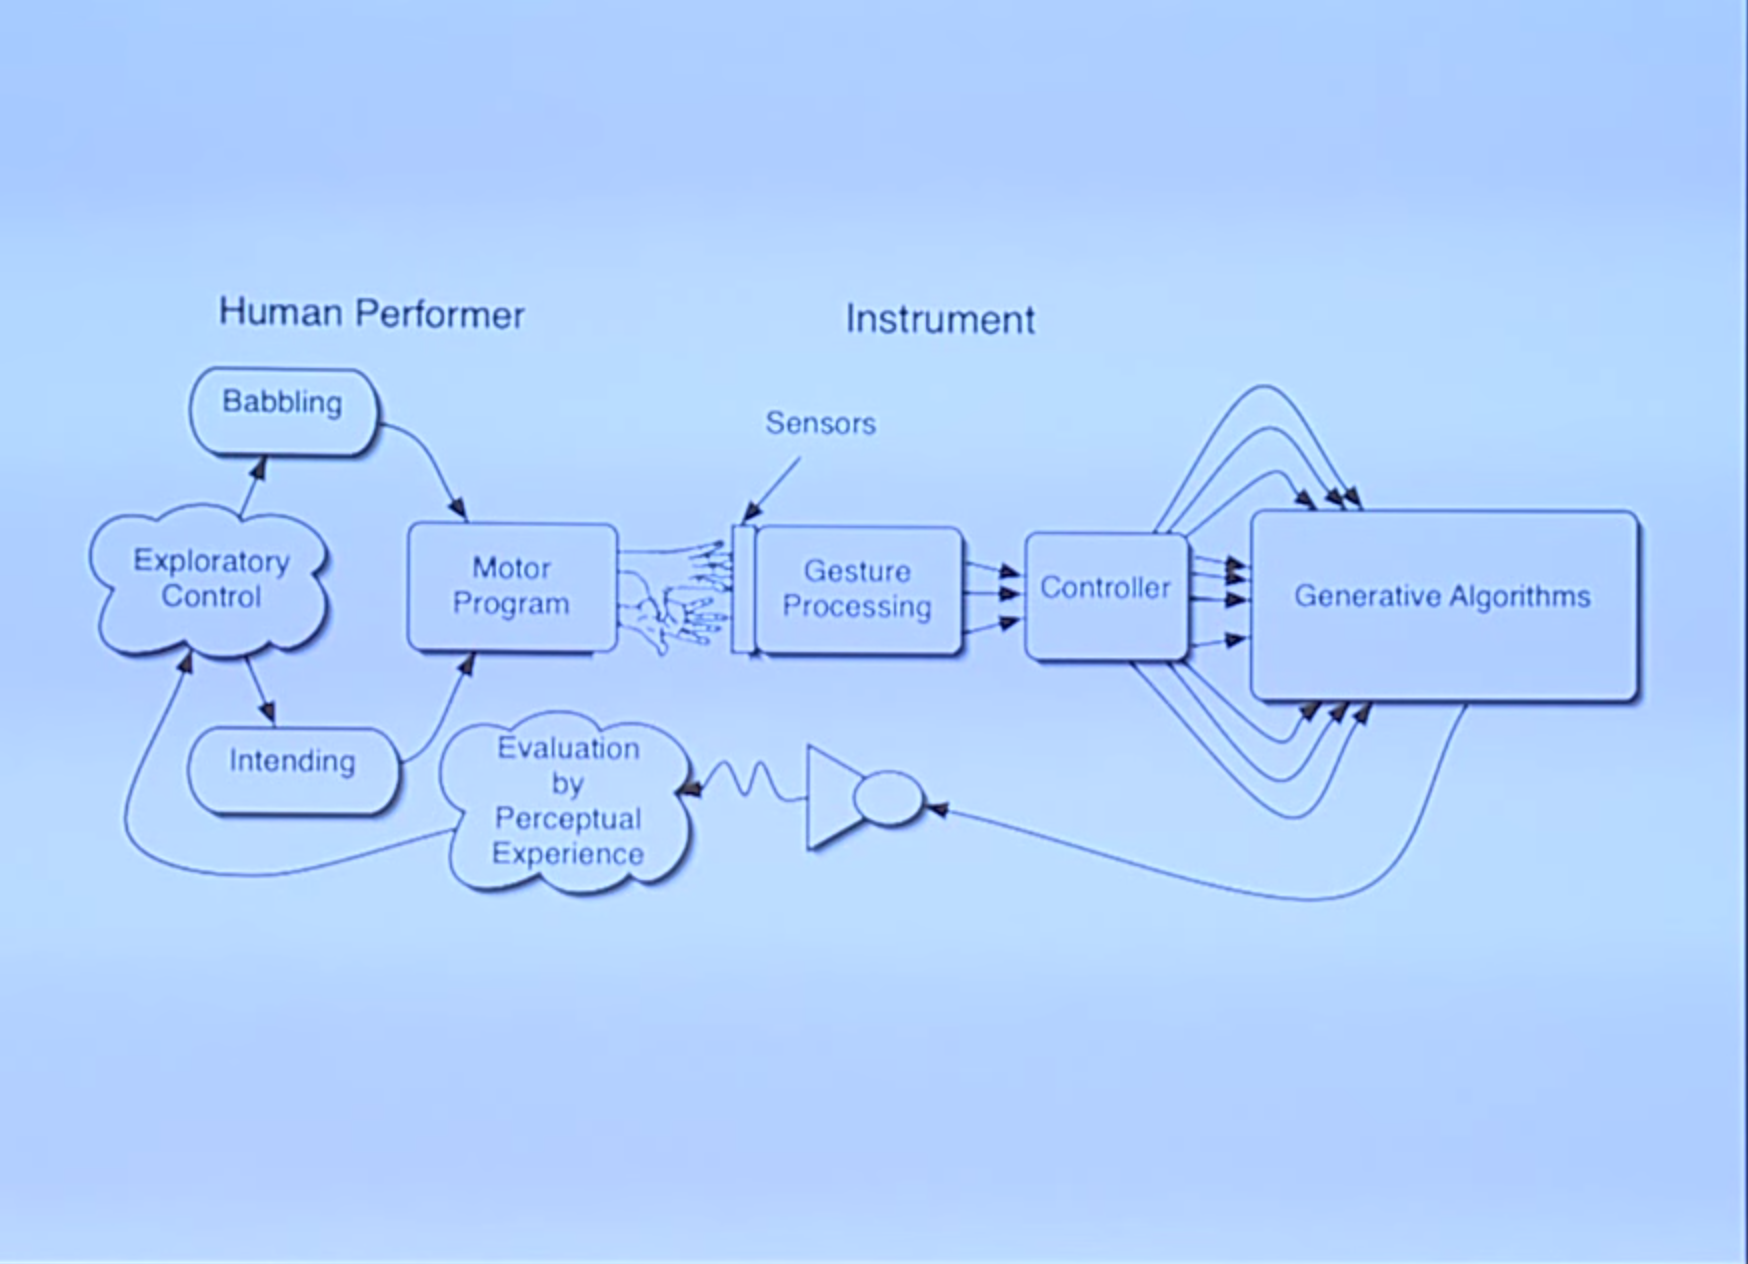 Human Performer
Instrument
Babbling
Sensors
Exploratory
Control
Motor
Program
Gesture
Processing
Controller
Generative Algorithms
Intending
Evaluation
by
Perceptual
Experience